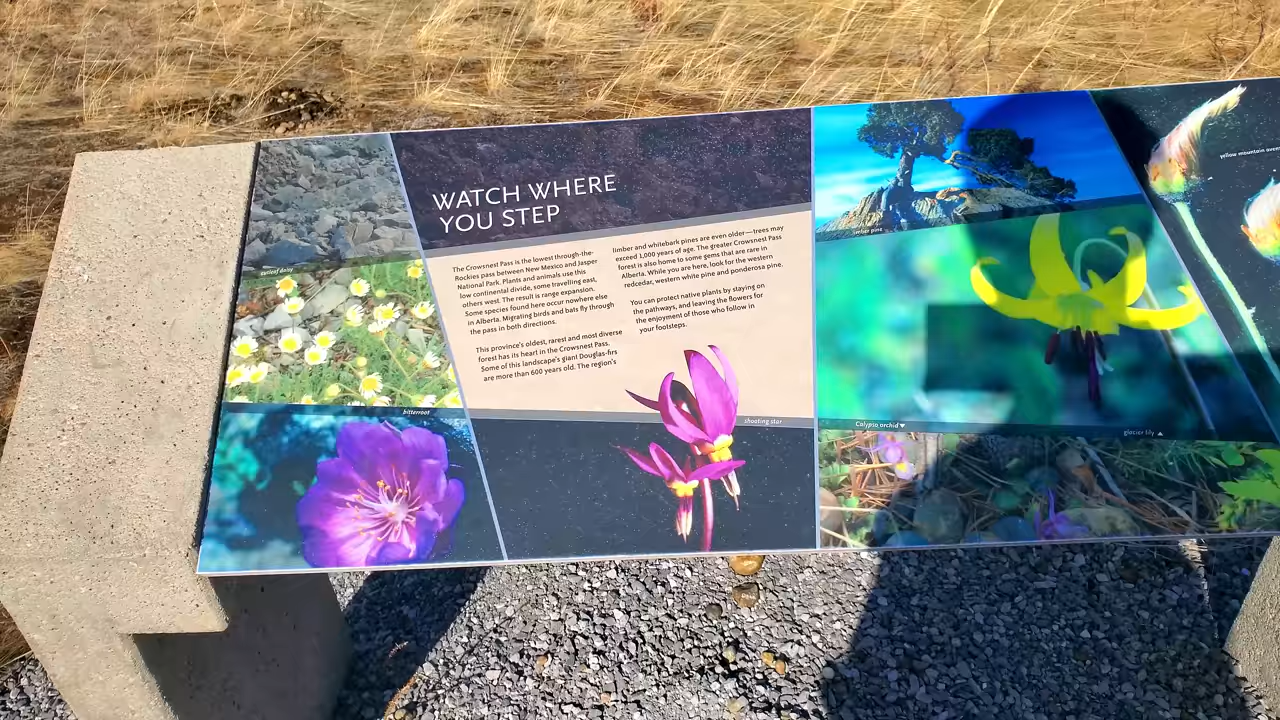 WATCH WHERE
YOU STEP
The Crowsnest Pass is the lowest through-the-
Rockies pass between New Mexico and Jasper
National Park. Plants and animals use this
low continental divide, some travelling east,
others west. The result is range expansion.
Some species found here occur nowhere else
in Alberta. Migrating birds and bats fly through
the pass in both directions.
This province's oldest, rarest and most diverse
forest has its heart in the Crowsnest Pass.
Some of this landscape's giant Douglas-firs
are more than 600 years old. The region's
limber and whitebark pines are even older—trees may
exceed 1,000 years of age. The greater Crowsnest Pass
forest is also home to some gems that are rare in
Alberta. While you are here, look for the western
redcedar, western white pine and ponderosa pine.
You can protect native plants by staying on
the pathways, and leaving the flowers for
the enjoyment of those who follow in
your footsteps.
cutleaf daisy
bitterroot
shooting star
limber pine
Calypso orchid ▼
glacier lily ▲
yellow mountain avens